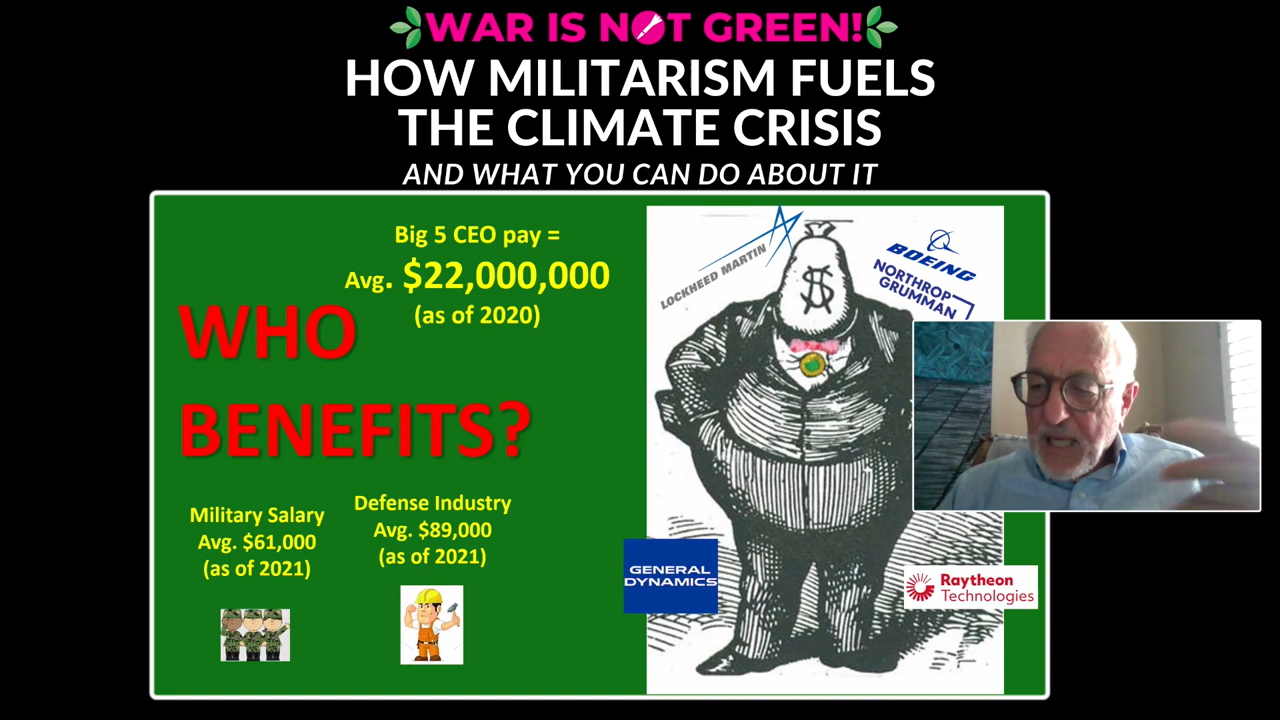 WAR IS NOT GREEN!
HOW MILITARISM FUELS
THE CLIMATE CRISIS
AND WHAT YOU CAN DO ABOUT IT
Big 5 CEO pay =
Avg. $22,000,000
(as of 2020)
WHO
BENEFITS?
Military Salary
Avg. $61,000
(as of 2021)
Defense Industry
Avg. $89,000
(as of 2021)
LOCKHEED MARTIN
BOEING
NORTHROP
GRUMMAN
$
GENERAL
DYNAMICS
Raytheon
Technologies